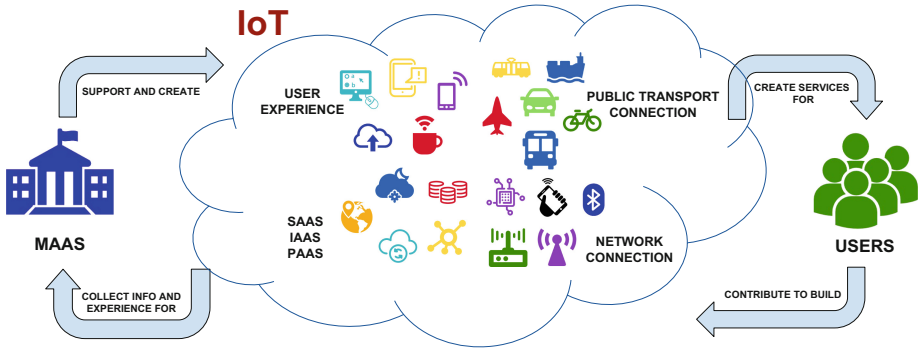 IoT
SUPPORT AND CREATE
USER
EXPERIENCE
PUBLIC TRANSPORT
CONNECTION
CREATE SERVICES
FOR
MAAS
SAAS
IAAS
PAAS
NETWORK
CONNECTION
USERS
COLLECT INFO AND
EXPERIENCE FOR
CONTRIBUTE TO BUILD